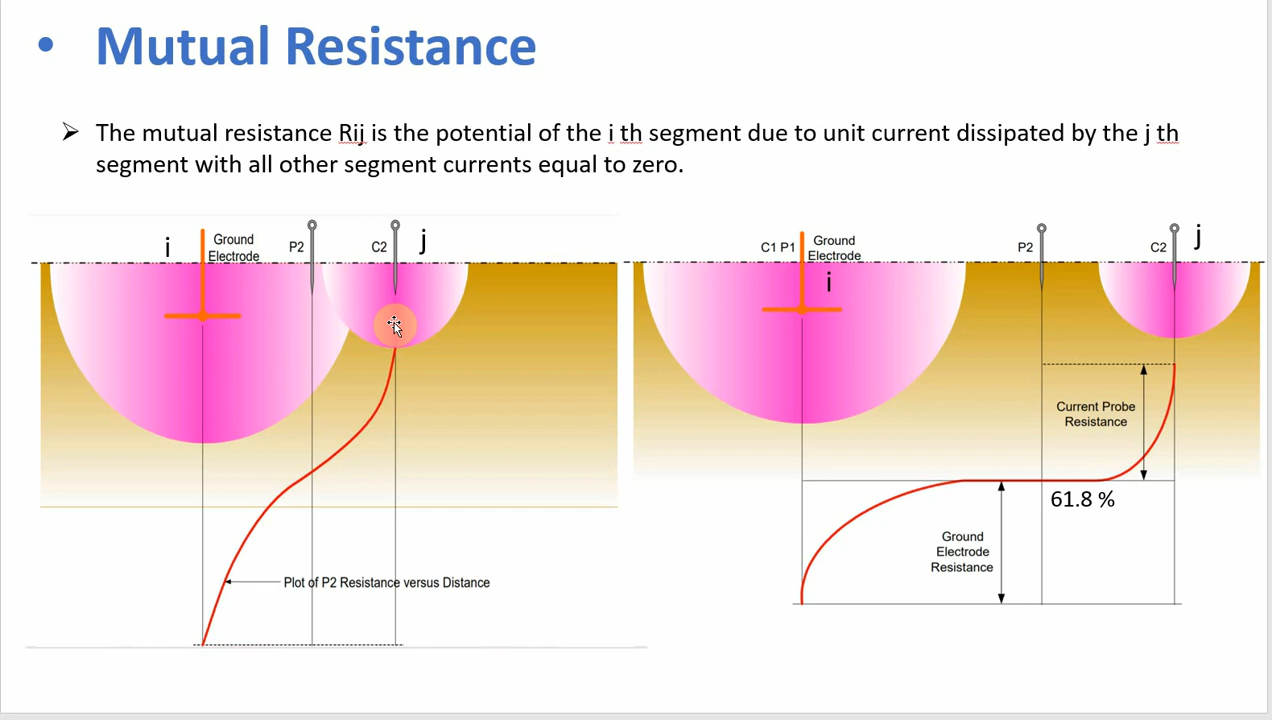 • Mutual Resistance
➢ The mutual resistance Rij is the potential of the i th segment due to unit current dissipated by the j th
segment with all other segment currents equal to zero.
i
Ground
Electrode
P2
C2
j
Plot of P2 Resistance versus Distance
C1 P1
Ground
Electrode
i
P2
C2
j
Current Probe
Resistance
61.8 %
Ground
Electrode
Resistance